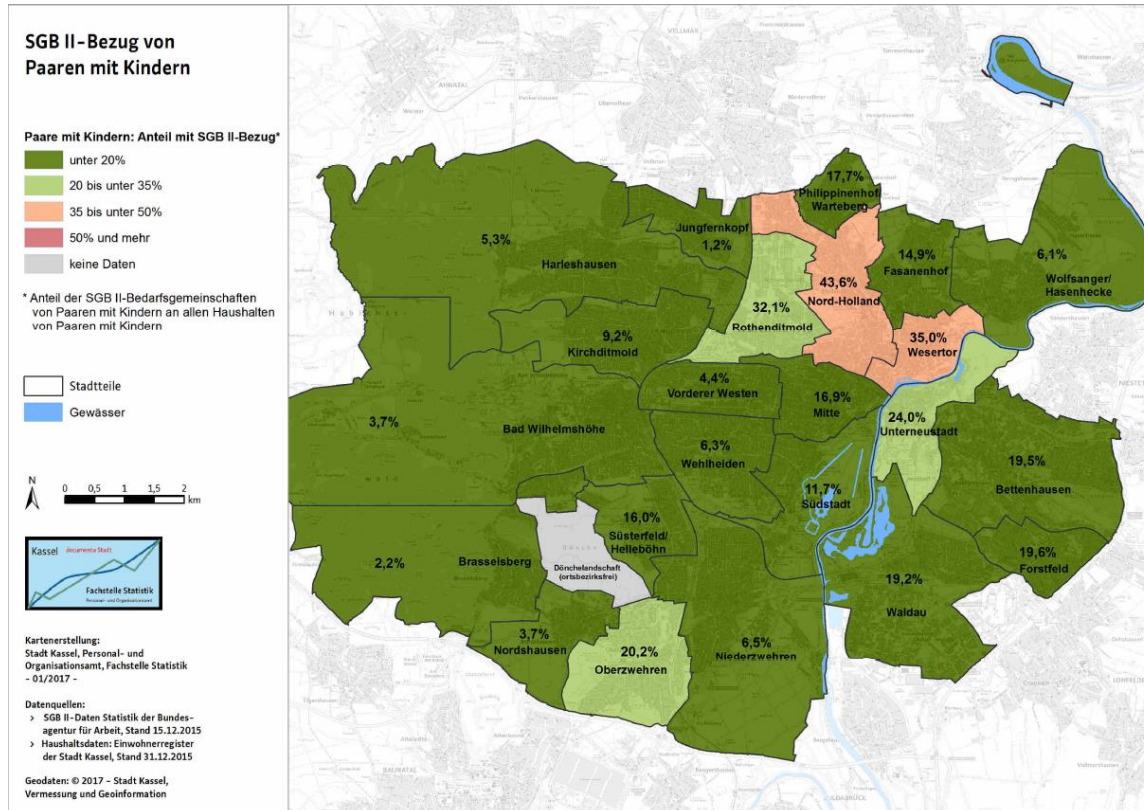 SGB II-Bezug von
Paaren mit Kindern
Paare mit Kindern: Anteil mit SGB II-Bezug*
unter 20%
20 bis unter 35%
35 bis unter 50%
50% und mehr
keine Daten
* Anteil der SGB II-Bedarfsgemeinschaften
von Paaren mit Kindern an allen Haushalten
von Paaren mit Kindern
Stadtteile
Gewässer
N
0 0,5 1 1,5 2
km
Kassel documenta Stadt
Fachstelle Statistik
Personal- und Organisationsamt
Kartenerstellung:
Stadt Kassel, Personal- und
Organisationsamt, Fachstelle Statistik
- 01/2017 -
Datenquellen:
> SGB II-Daten Statistik der Bundes-
agentur für Arbeit, Stand 15.12.2015
> Haushaltsdaten: Einwohnerregister
der Stadt Kassel, Stand 31.12.2015
Geodaten: © 2017 - Stadt Kassel,
Vermessung und Geoinformation
VELLMAR
AHNATAL
17,7%
Philippinenhof/
Warteberg
Jungfernkopf
1,2%
5,3%
Harleshausen
14,9%
Fasanenhof
6,1%
Wolfsanger/
Hasenhecke
43,6%
Nord-Holland
32,1%
Rothenditmold
9,2%
Kirchditmold
35,0%
Wesertor
4,4%
Vorderer Westen
16,9%
Mitte
24,0%
Unterneustadt
3,7%
Bad Wilhelmshöhe
6,3%
Wehlheiden
19,5%
Bettenhausen
11,7%
Südstadt
16,0%
Süsterfeld/
Helleböhn
2,2%
Brasselsberg
Dönchelandschaft
(ortsbezirksfrei)
19,6%
Forstfeld
19,2%
Waldau
3,7%
Nordshausen
20,2%
Oberzwehren
6,5%
Niederzwehren
BAUNATAL